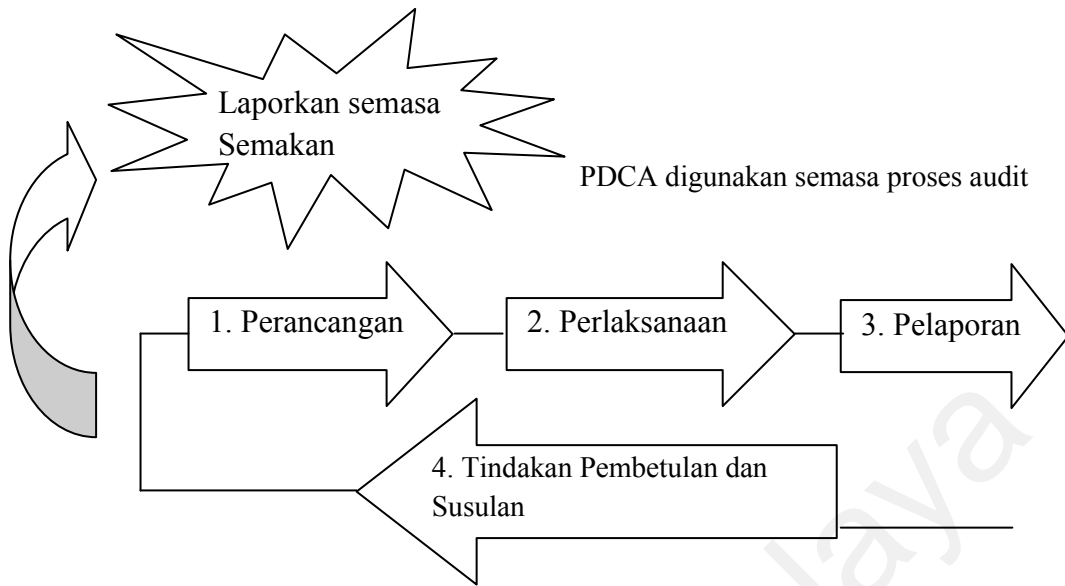 Laporkan semasa
Semakan
PDCA digunakan semasa proses audit
1. Perancangan
2. Perlaksanaan
3. Pelaporan
4. Tindakan Pembetulan dan
Susulan
laya